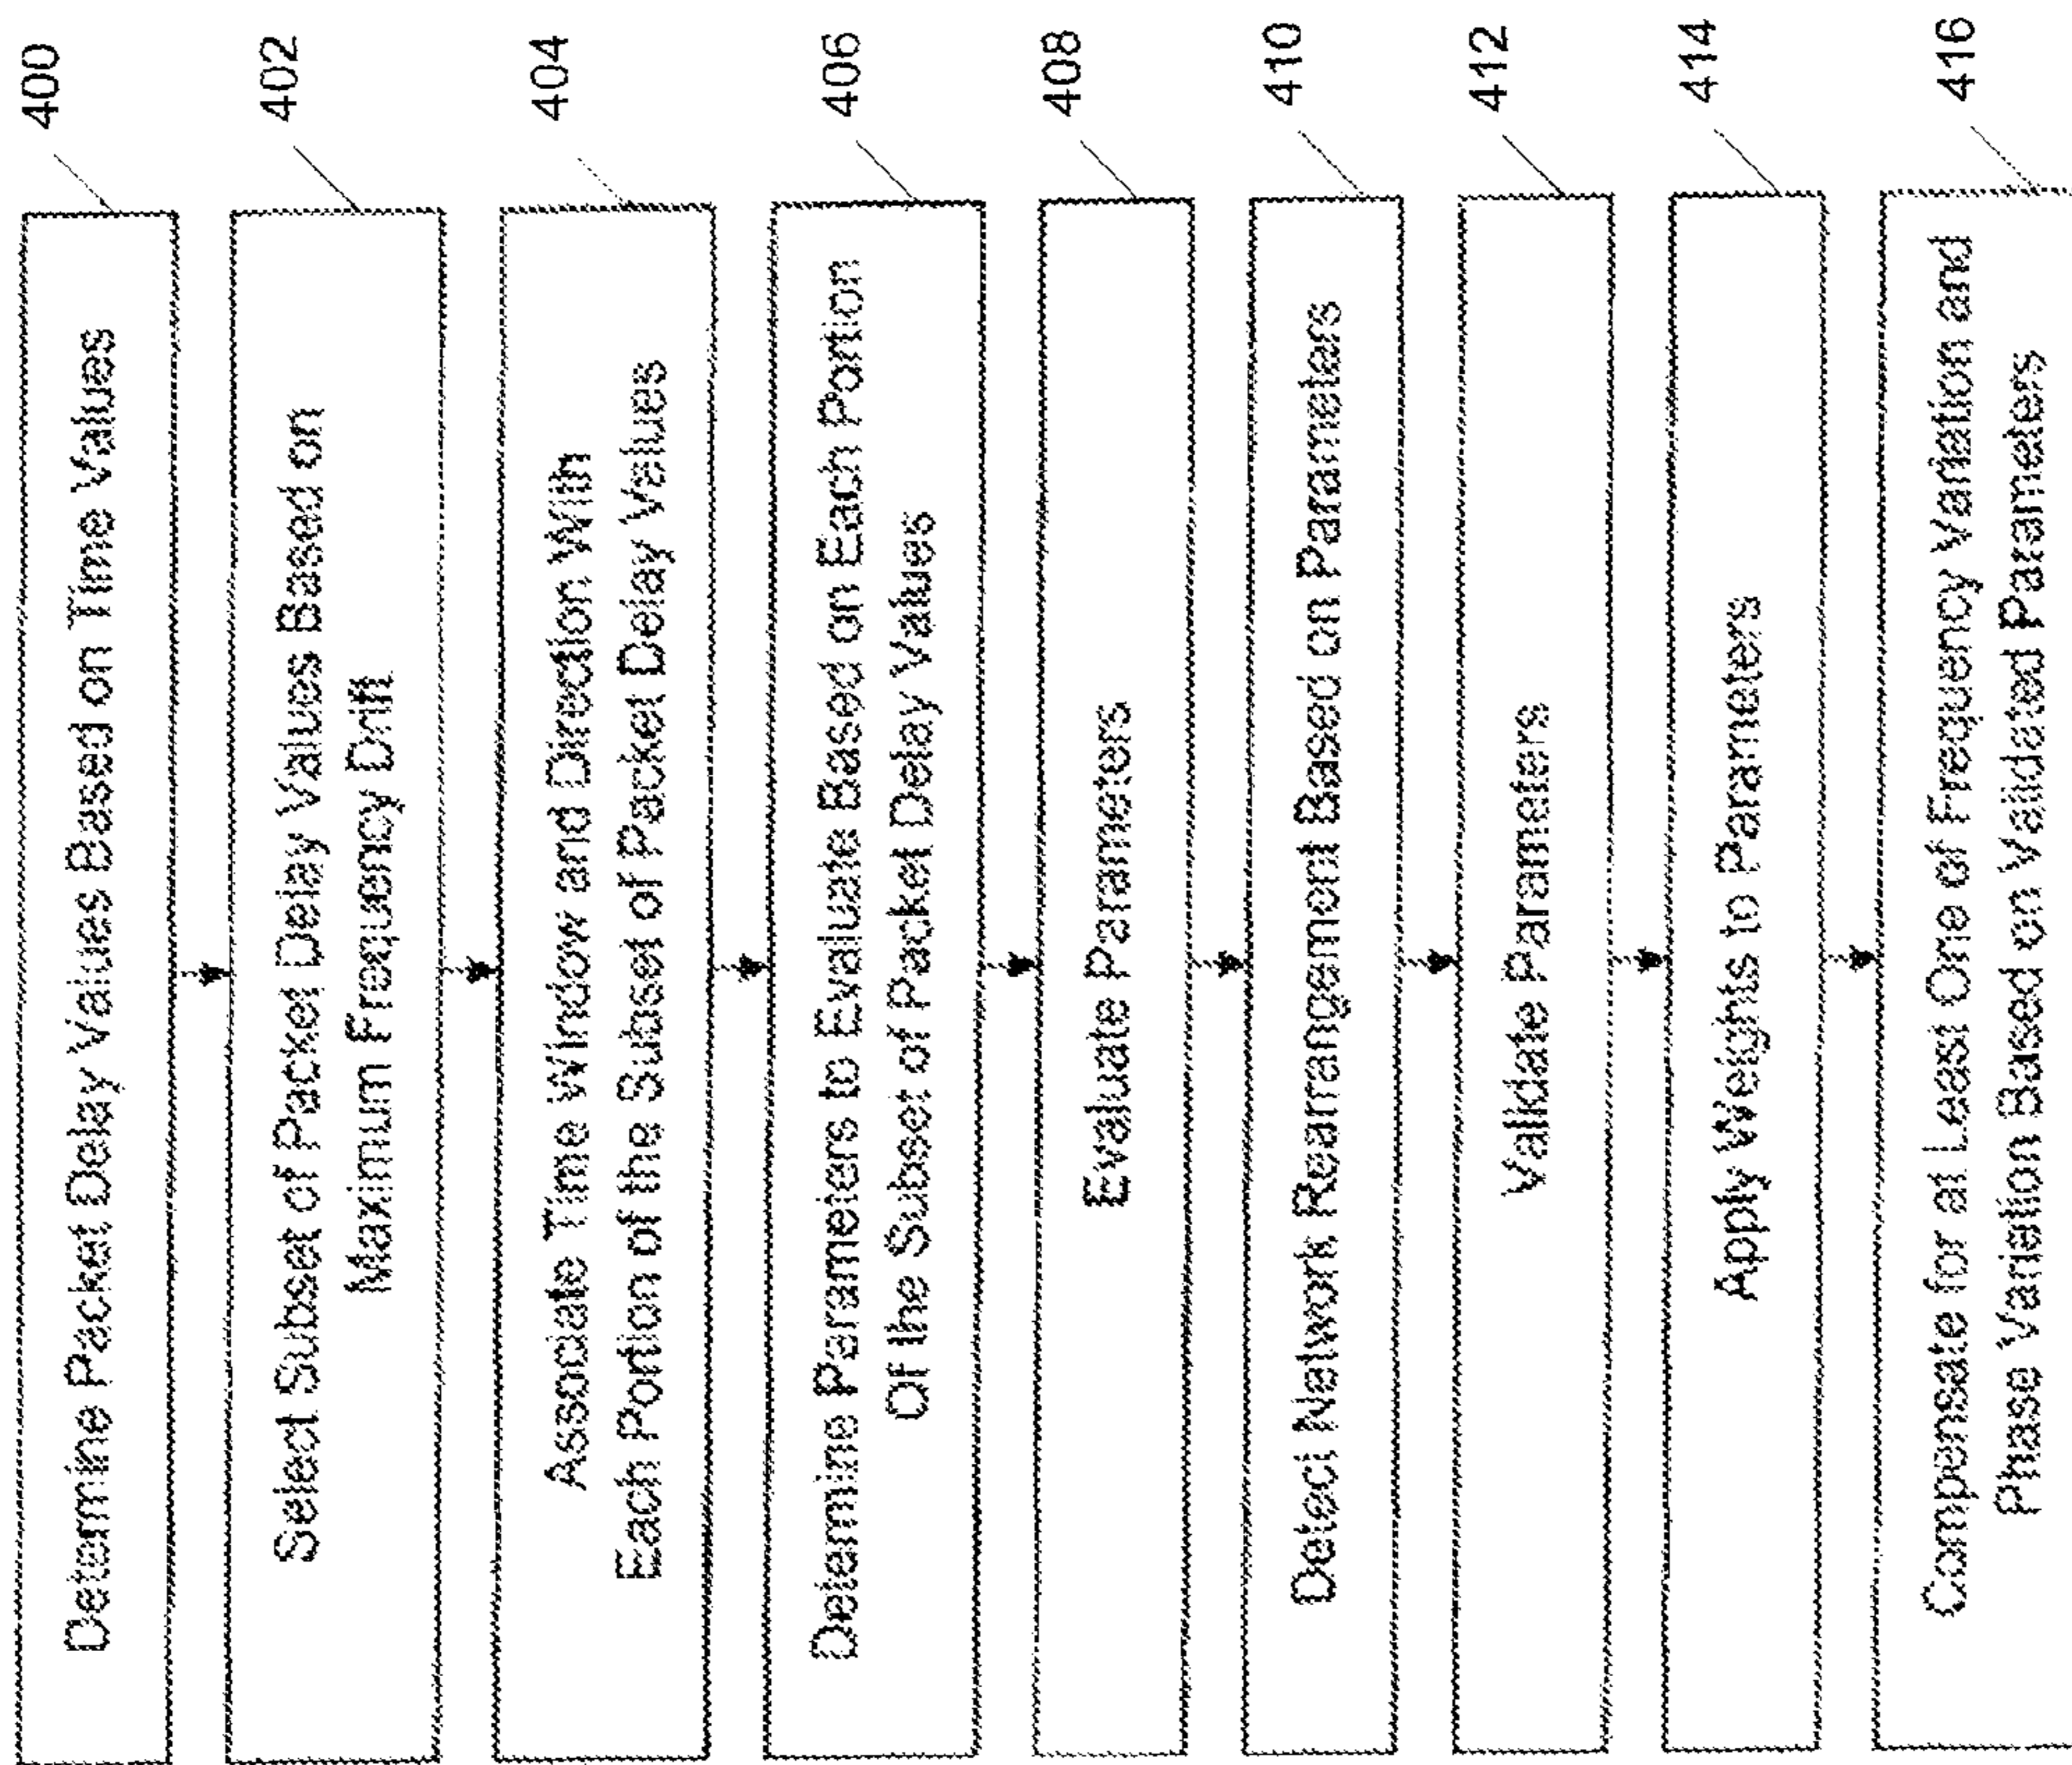 400
Determine Packet Delay Values Based on Time Values
402
Select Subset of Packet Delay Values Based on
Maximum Frequency Drift
404
Associate Time Window and Direction With
Each Portion of the Subset of Packet Delay Values
406
Determine Parameters to Evaluate Based on Each Portion
Of the Subset of Packet Delay Values
408
Evaluate Parameters
410
Detect Network Rearrangement Based on Parameters
412
Validate Parameters
414
Apply Weights to Parameters
416
Compensate for at Least One of Frequency Variation and
Phase Variation Based on Validated Parameters